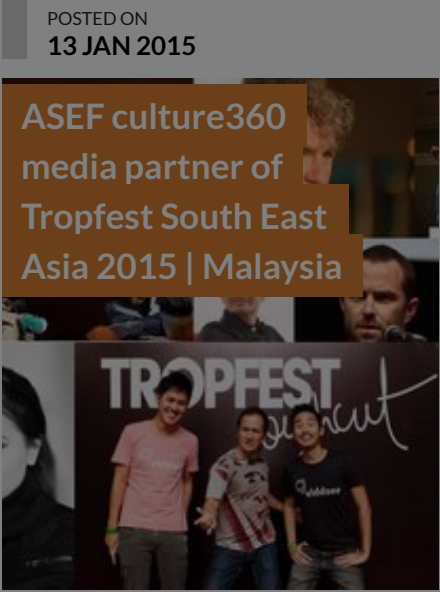 POSTED ON
13 JAN 2015
ASEF culture360
media partner of
Tropfest South East
Asia 2015 | Malaysia
TROPFEST